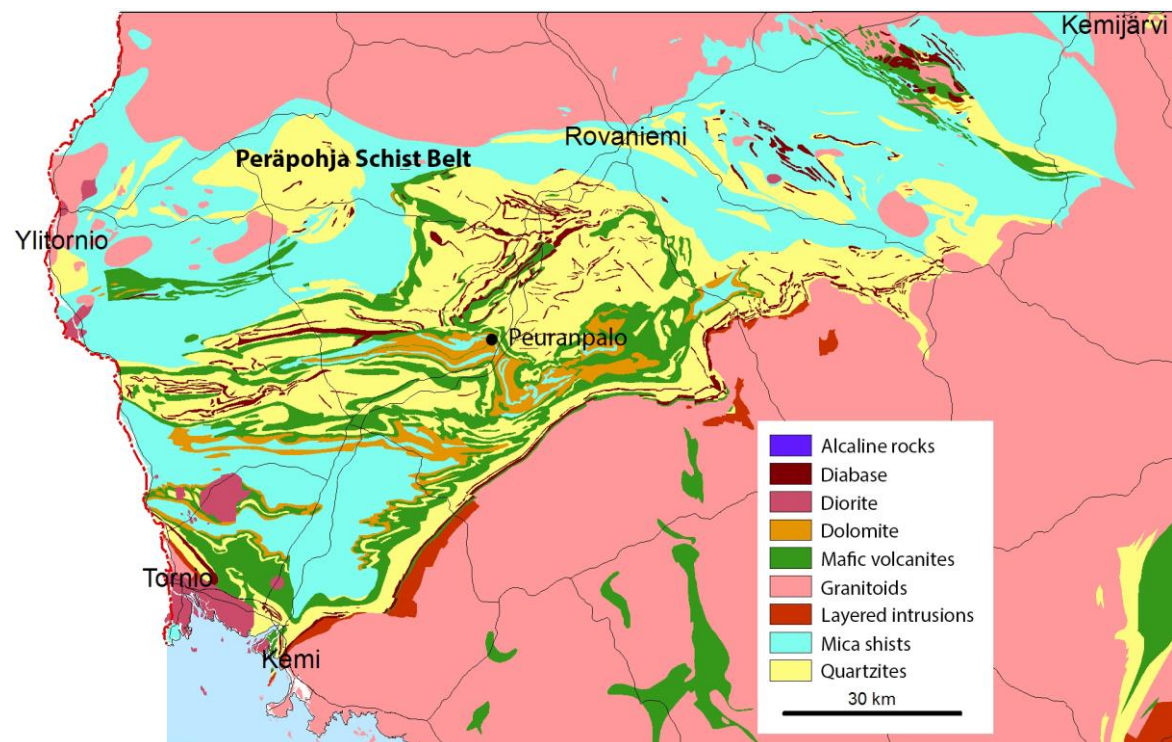 Kemijärvi
Rovaniemi
Peräpohja Schist Belt
Ylitornio
Peuranpalo
Tornio
Kemi
Alcaline rocks
Diabase
Diorite
Dolomite
Mafic volcanites
Granitoids
Layered intrusions
Mica shists
Quartzites
30 km